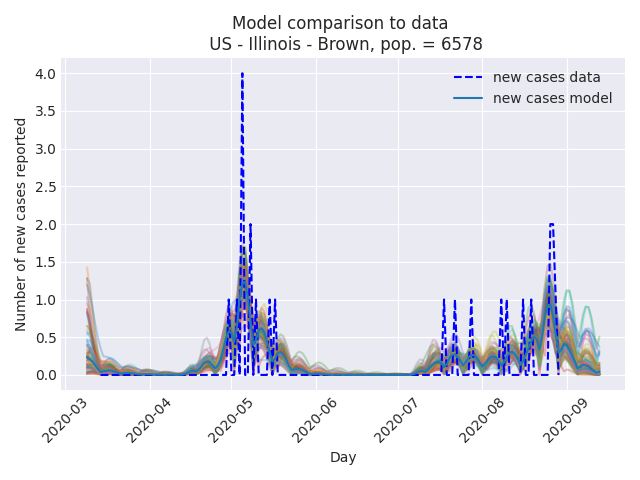 Model comparison to data
US - Illinois - Brown, pop. = 6578
new cases data
new cases model
Number of new cases reported
4.0
3.5
3.0
2.5
2.0
1.5
1.0
0.5
0.0
2020-03
2020-04
2020-05
2020-06
2020-07
2020-08
2020-09
Day